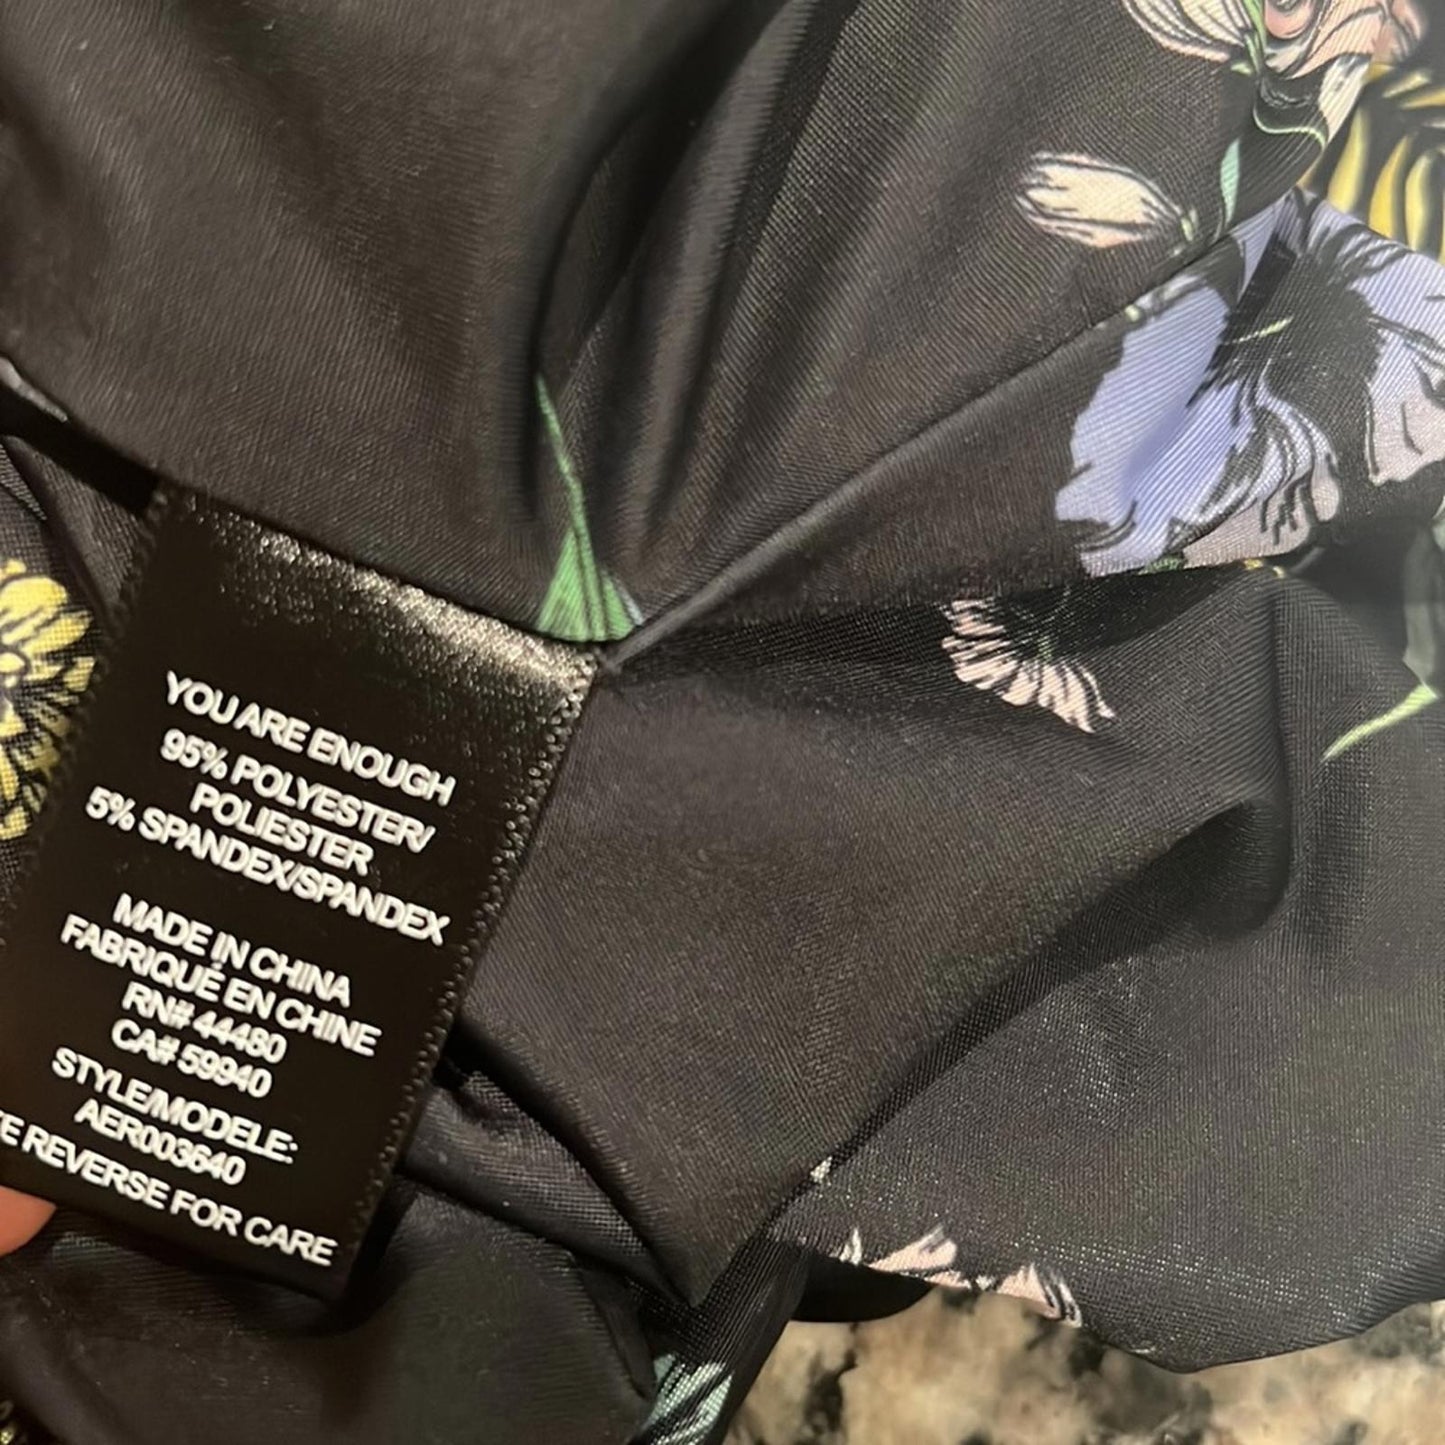 YOU ARE ENOUGH
95% POLYESTER/
POLIESTER
5% SPANDEX/SPANDEX
MADE IN CHINA
FABRIQUÉ EN CHINE
RN# 44480
CA# 59940
STYLE/MODELE:
AER003640
REVERSE FOR CARE